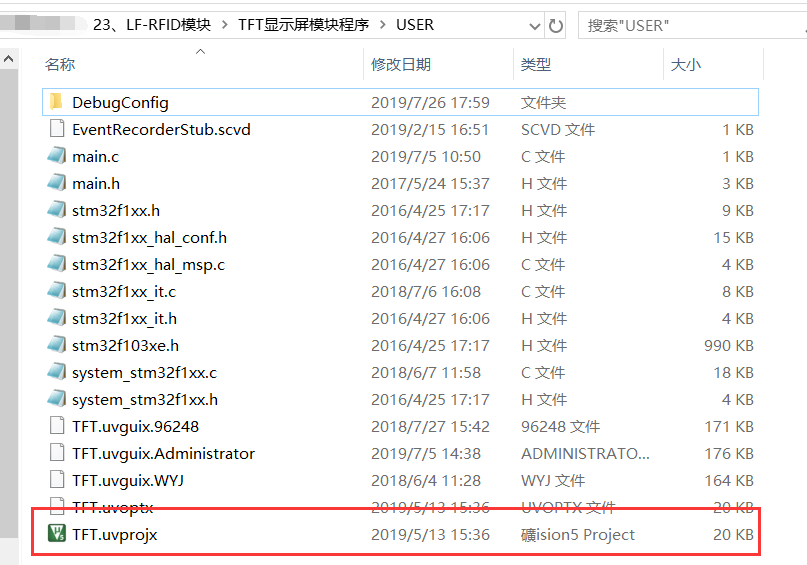 23、LF-RFID模块 > TFT显示屏模块程序 > USER 搜索"USER"
名称 修改日期 类型 大小
DebugConfig 2019/7/26 17:59 文件夹
EventRecorderStub.scvd 2019/2/15 16:51 SCVD 文件 1 KB
main.c 2019/7/5 10:50 C 文件 1 KB
main.h 2017/5/24 15:37 H 文件 3 KB
stm32f1xx.h 2016/4/25 17:17 H 文件 9 KB
stm32f1xx_hal_conf.h 2016/4/27 16:06 H 文件 15 KB
stm32f1xx_hal_msp.c 2016/4/27 16:06 C 文件 4 KB
stm32f1xx_it.c 2018/7/6 16:08 C 文件 8 KB
stm32f1xx_it.h 2016/4/27 16:06 H 文件 4 KB
stm32f103xe.h 2016/4/25 17:17 H 文件 990 KB
system_stm32f1xx.c 2018/6/7 11:58 C 文件 18 KB
system_stm32f1xx.h 2016/4/25 17:17 H 文件 4 KB
TFT.uvguix.96248 2018/7/27 15:42 96248 文件 171 KB
TFT.uvguix.Administrator 2019/7/5 14:38 ADMINISTRATO... 176 KB
TFT.uvguix.WYJ 2018/6/4 11:28 WYJ 文件 164 KB
TFT.uvoptx 2019/5/13 15:36 UVOPTX 文件 20 KB
TFT.uvprojx 2019/5/13 15:36 礦ision5 Project 20 KB